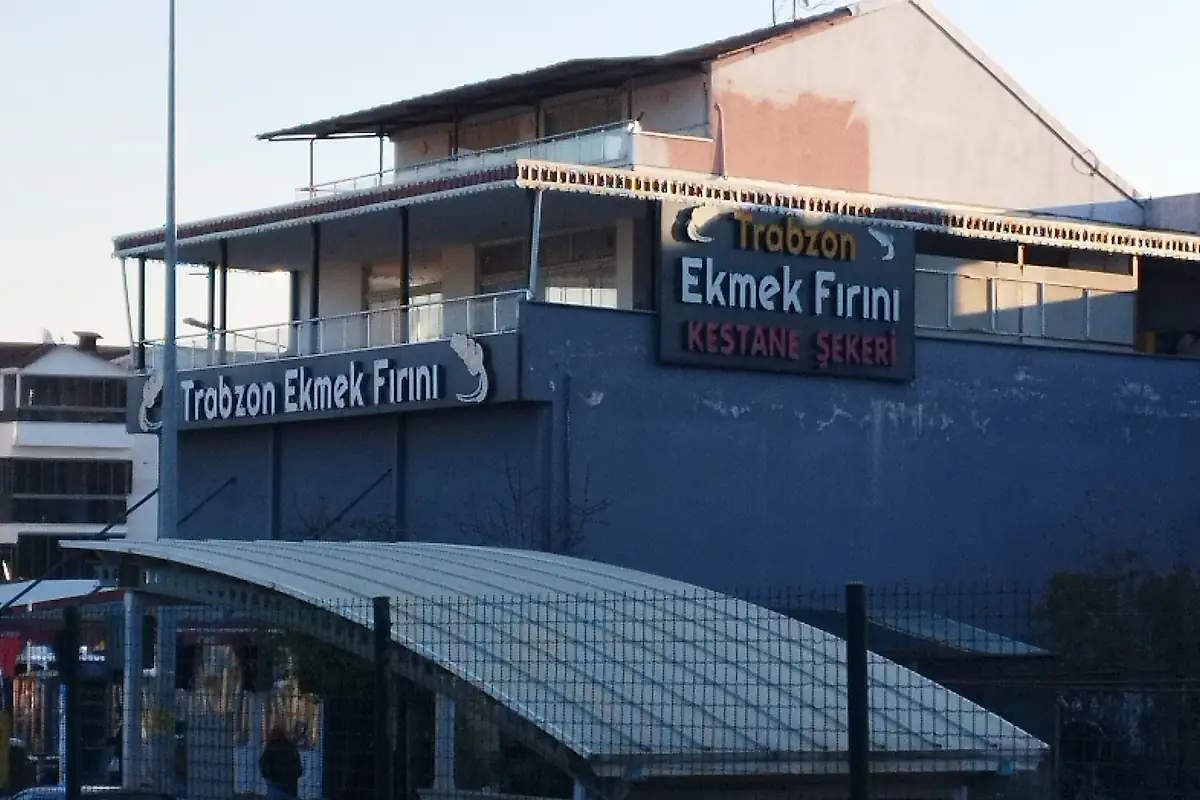 Trabzon Ekmek Fırını
Trabzon
Ekmek Fırını
KESTANE ŞEKERİ